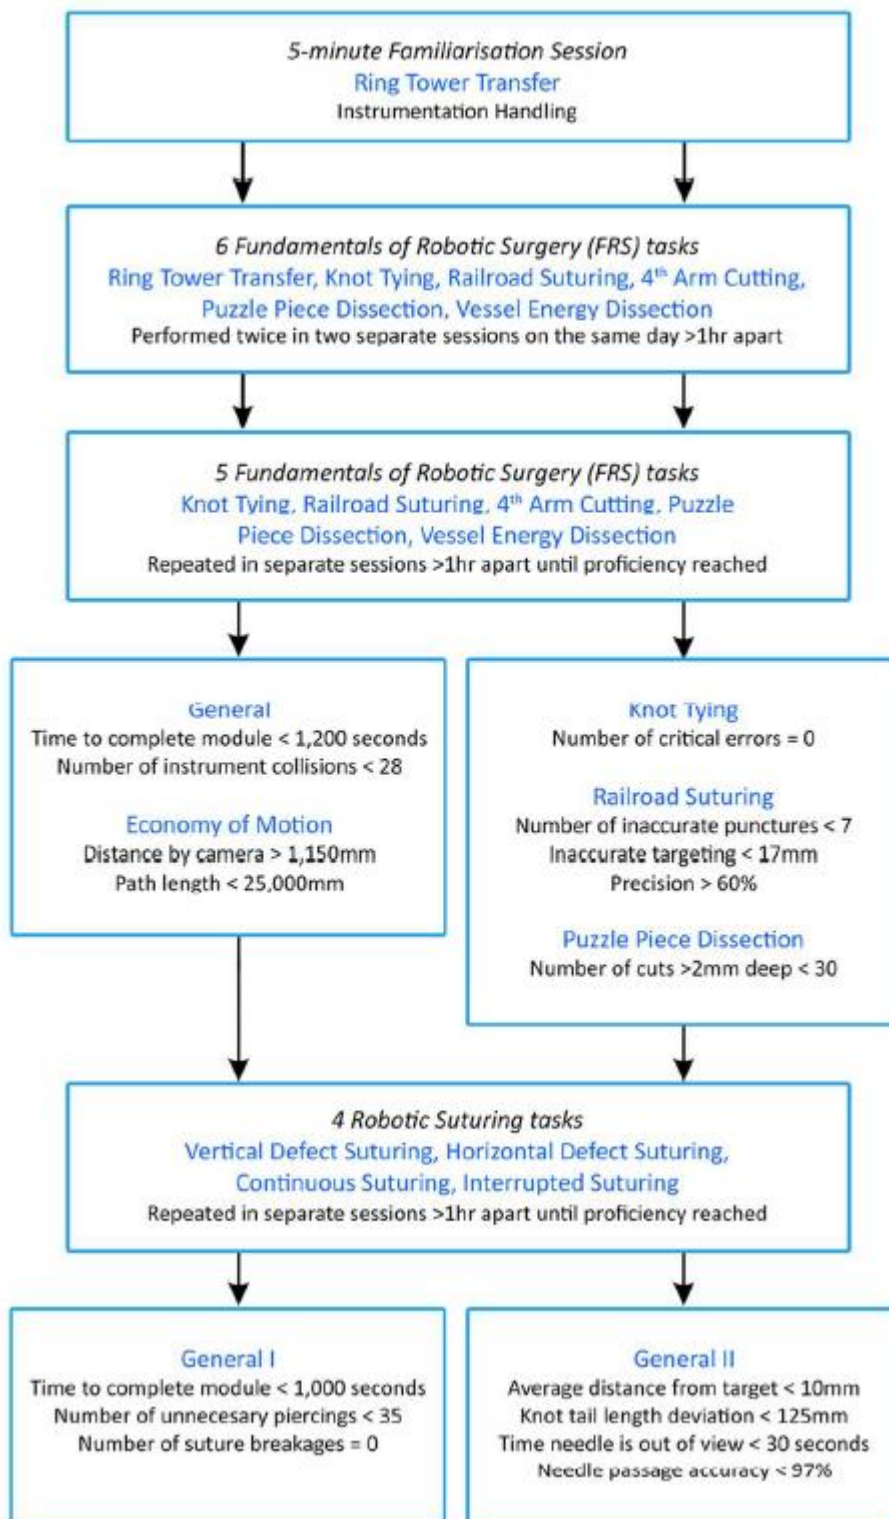 5-minute Familiarisation Session
Ring Tower Transfer
Instrumentation Handling
6 Fundamentals of Robotic Surgery (FRS) tasks
Ring Tower Transfer, Knot Tying, Railroad Suturing, 4th Arm Cutting,
Puzzle Piece Dissection, Vessel Energy Dissection
Performed twice in two separate sessions on the same day >1hr apart
5 Fundamentals of Robotic Surgery (FRS) tasks
Knot Tying, Railroad Suturing, 4th Arm Cutting, Puzzle
Piece Dissection, Vessel Energy Dissection
Repeated in separate sessions >1hr apart until proficiency reached
General
Time to complete module < 1,200 seconds
Number of instrument collisions < 28
Economy of Motion
Distance by camera > 1,150mm
Path length < 25,000mm
Knot Tying
Number of critical errors = 0
Railroad Suturing
Number of inaccurate punctures < 7
Inaccurate targeting < 17mm
Precision > 60%
Puzzle Piece Dissection
Number of cuts >2mm deep < 30
4 Robotic Suturing tasks
Vertical Defect Suturing, Horizontal Defect Suturing,
Continuous Suturing, Interrupted Suturing
Repeated in separate sessions >1hr apart until proficiency reached
General I
Time to complete module < 1,000 seconds
Number of unnecesary piercings < 35
Number of suture breakages = 0
General II
Average distance from target < 10mm
Knot tail length deviation < 125mm
Time needle is out of view < 30 seconds
Needle passage accuracy < 97%